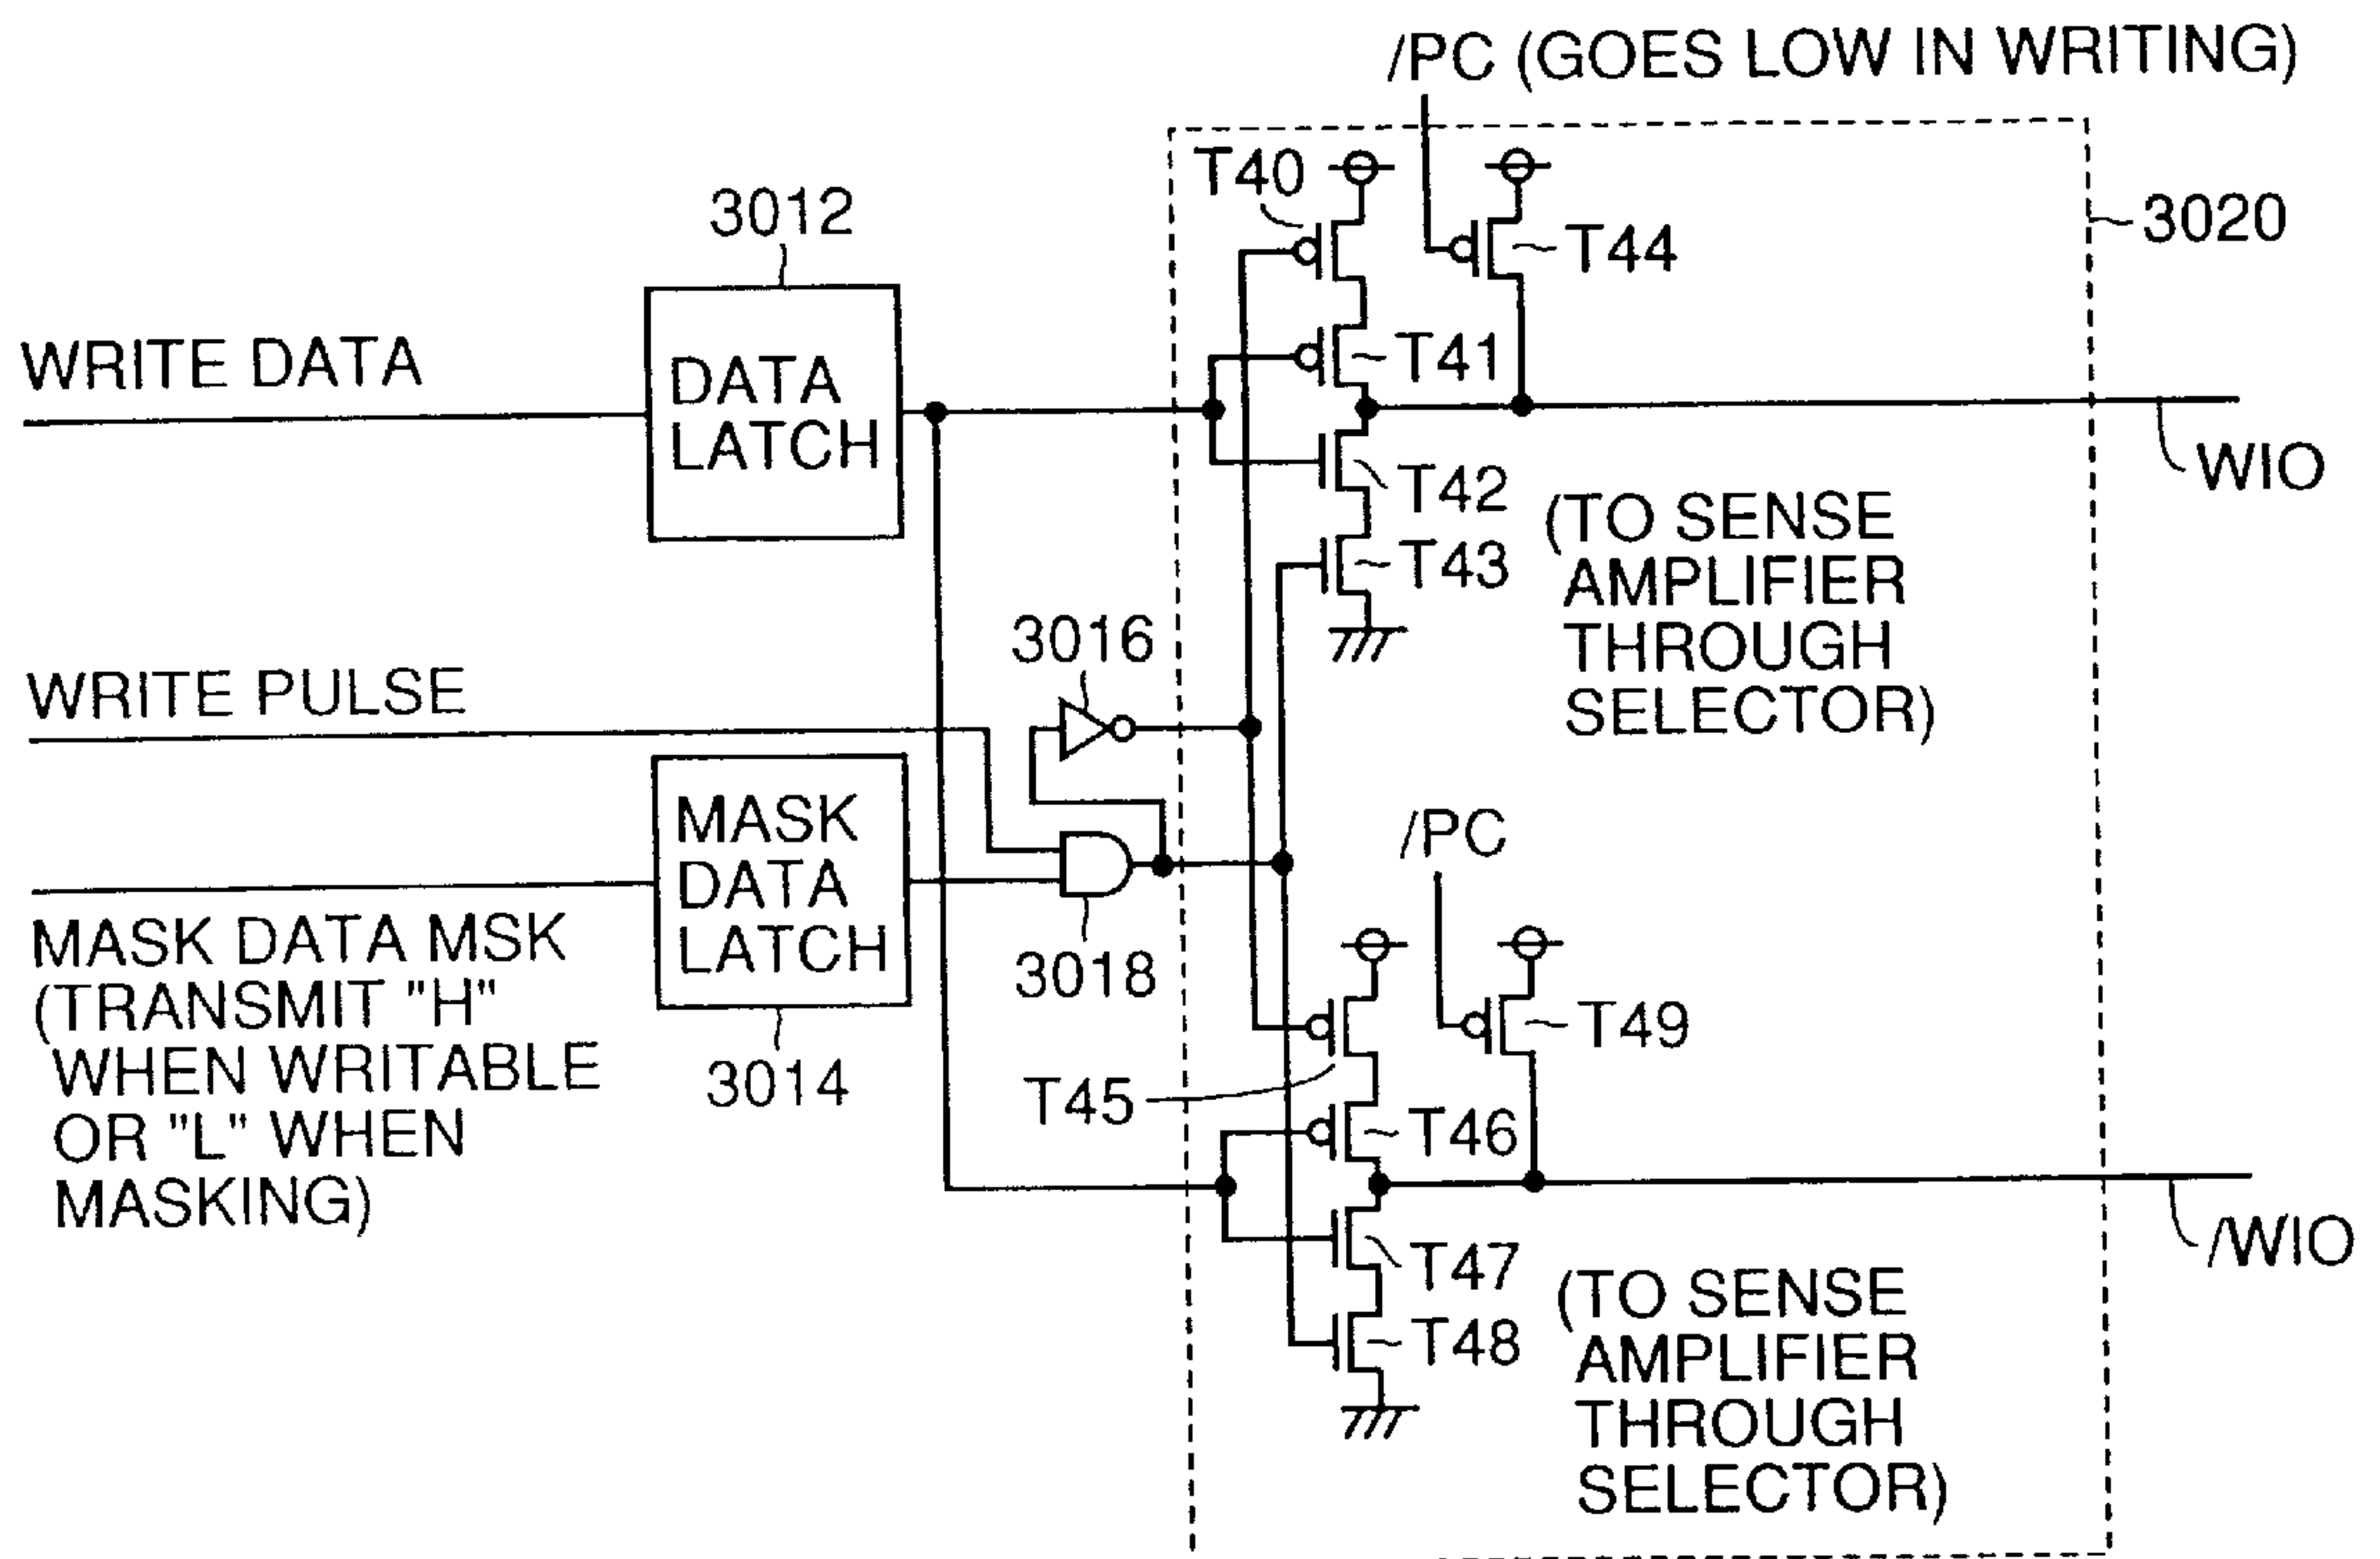 /PC (GOES LOW IN WRITING)
T40
T44
3020
3012
WRITE DATA
DATA
LATCH
T41
WIO
T42
T43
(TO SENSE
AMPLIFIER
THROUGH
SELECTOR)
3016
WRITE PULSE
MASK
DATA
LATCH
/PC
3018
MASK DATA MSK
(TRANSMIT "H"
WHEN WRITABLE
OR "L" WHEN
MASKING)
3014
T45
T49
T46
/WIO
T47
T48
(TO SENSE
AMPLIFIER
THROUGH
SELECTOR)